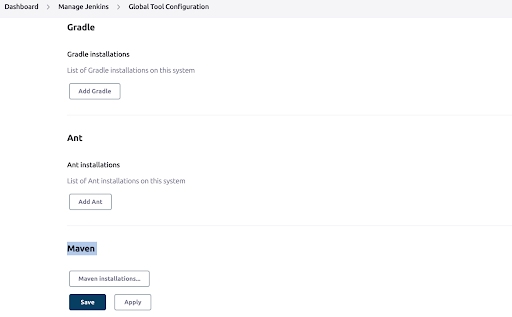 Dashboard > Manage Jenkins > Global Tool Configuration
Gradle
Gradle installations
List of Gradle installations on this system
Add Gradle
Ant
Ant installations
List of Ant installations on this system
Add Ant
Maven
Maven installations...
Save Apply